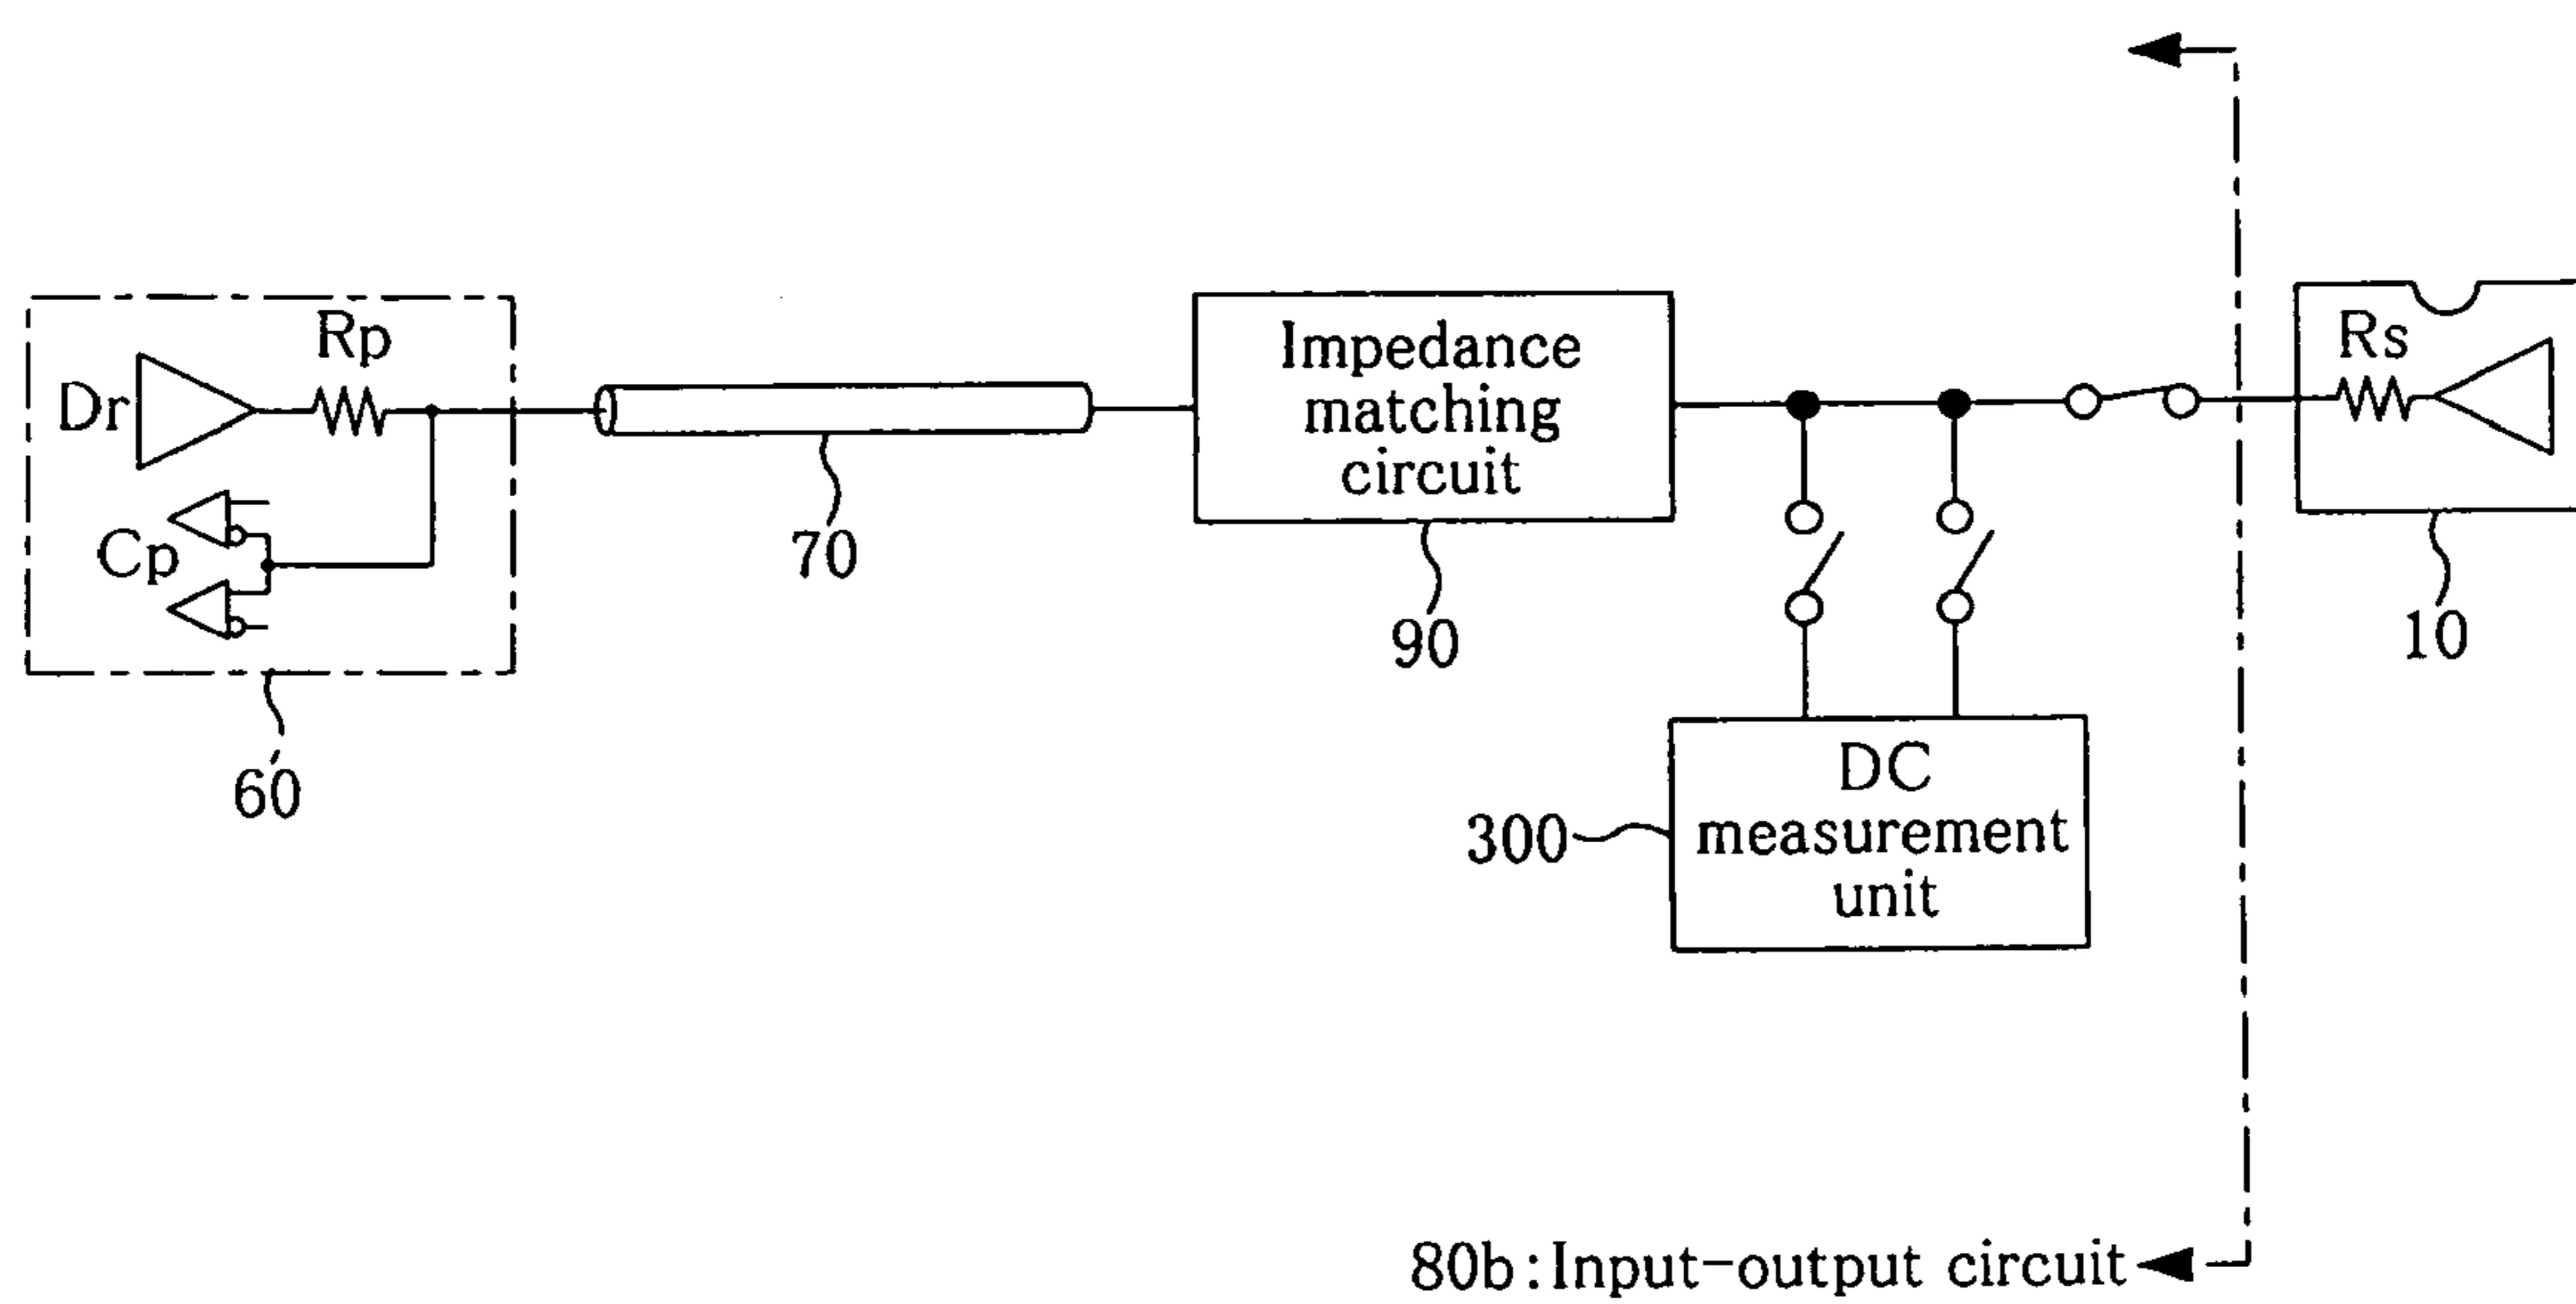 Rp
Dr
Cp
60
70
Impedance
matching
circuit
90
Rs
10
DC
measurement
unit
300
80b:Input-output circuit